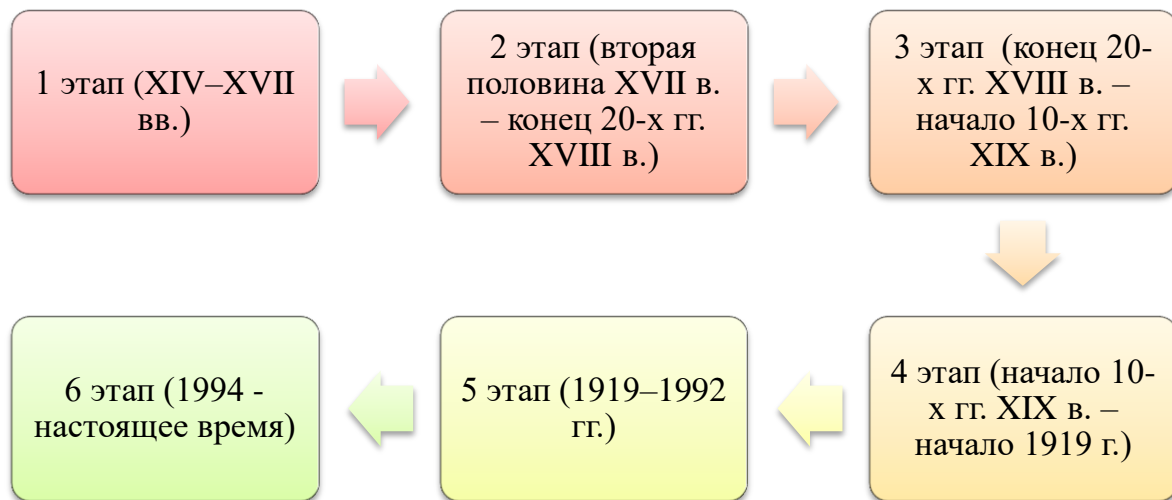 1 этап (XIV–XVII
вв.)
2 этап (вторая
половина XVII в.
– конец 20-х гг.
XVIII в.)
3 этап (конец 20-
х гг. XVIII в. –
начало 10-х гг.
XIX в.)
4 этап (начало 10-
х гг. XIX в. –
начало 1919 г.)
5 этап (1919–1992
гг.)
6 этап (1994 -
настоящее время)